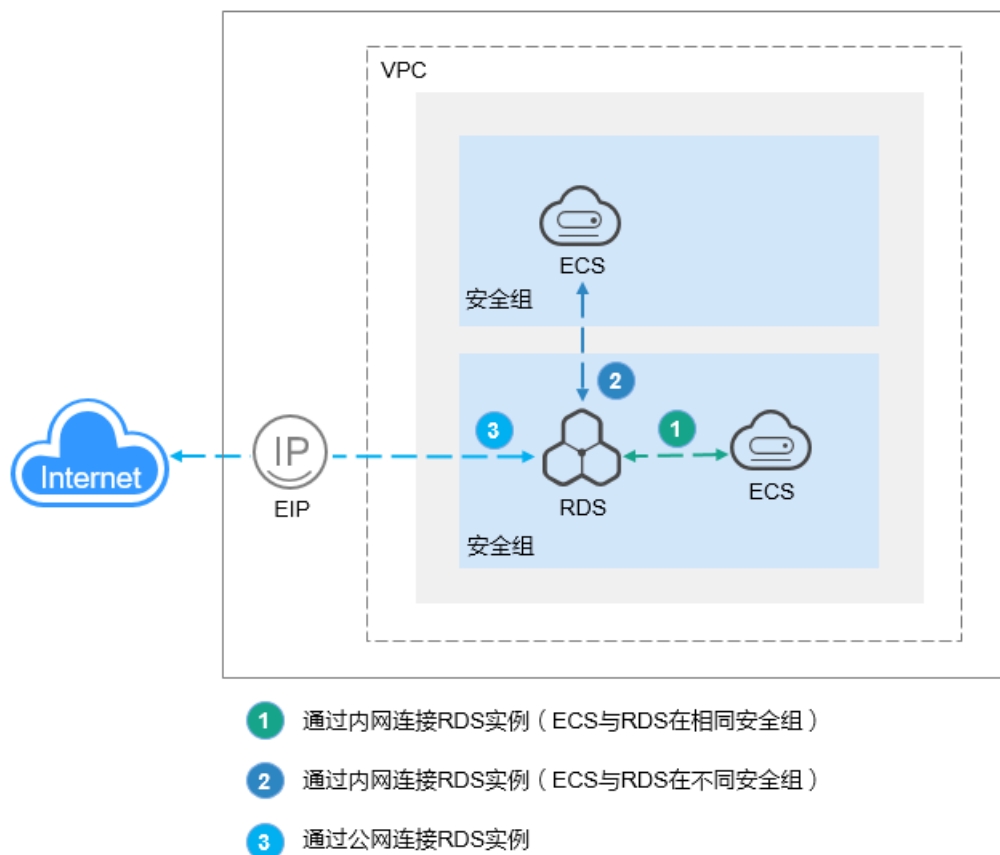 VPC
ECS
安全组
2
3
1
Internet
IP
EIP
RDS
ECS
安全组
1 通过内网连接RDS实例（ECS与RDS在相同安全组）
2 通过内网连接RDS实例（ECS与RDS在不同安全组）
3 通过公网连接RDS实例